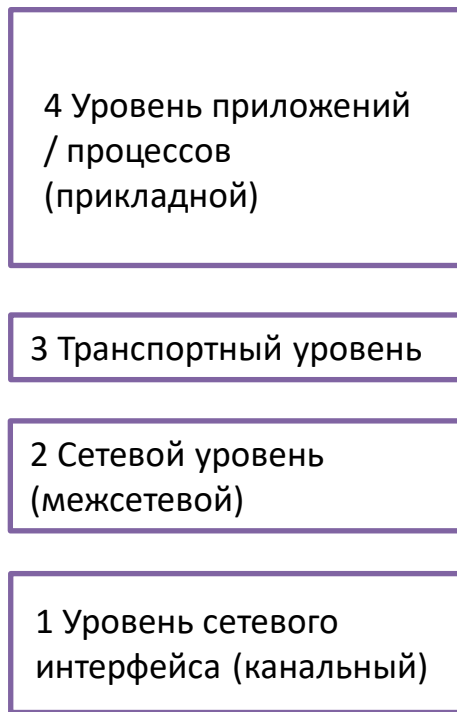 4 Уровень приложений
/ процессов
(прикладной)
3 Транспортный уровень
2 Сетевой уровень
(межсетевой)
1 Уровень сетевого
интерфейса (канальный)